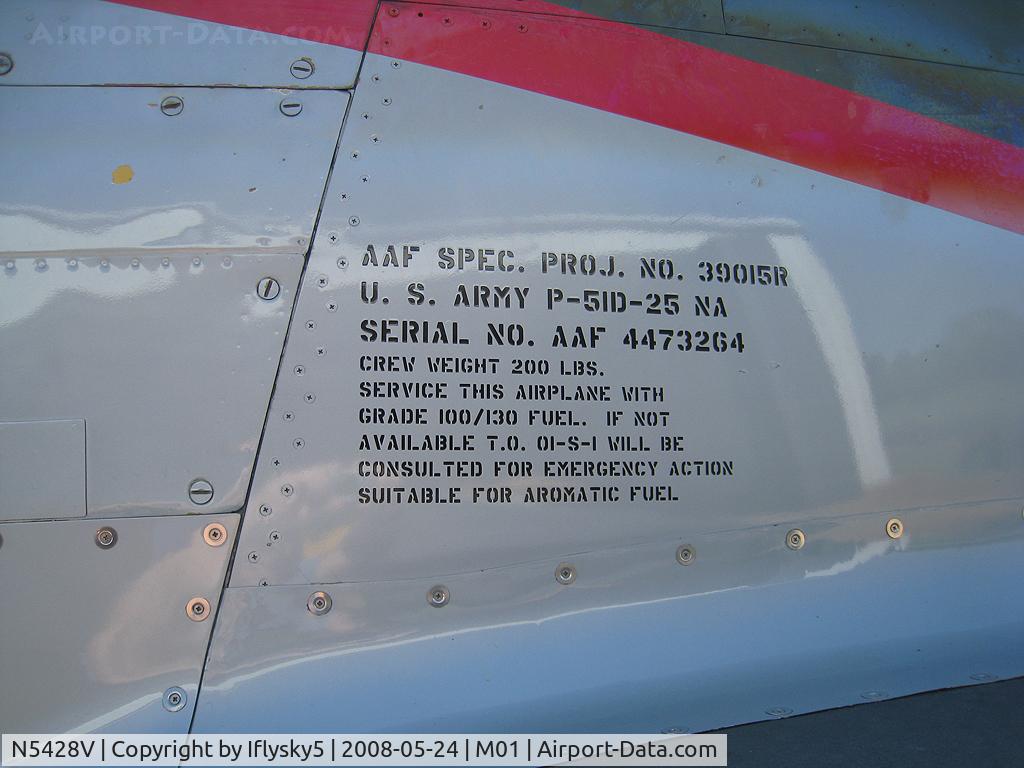 AIRPORT-DATA.COM
AAF SPEC. PROJ. NO. 39015R
U. S. ARMY P-51D-25 NA
SERIAL NO. AAF 4473264
CREW WEIGHT 200 LBS.
SERVICE THIS AIRPLANE WITH
GRADE 100/130 FUEL. IF NOT
AVAILABLE T.O. 01-S-1 WILL BE
CONSULTED FOR EMERGENCY ACTION
SUITABLE FOR AROMATIC FUEL
N5428V | Copyright by Iflysky5 | 2008-05-24 | M01 | Airport-Data.com